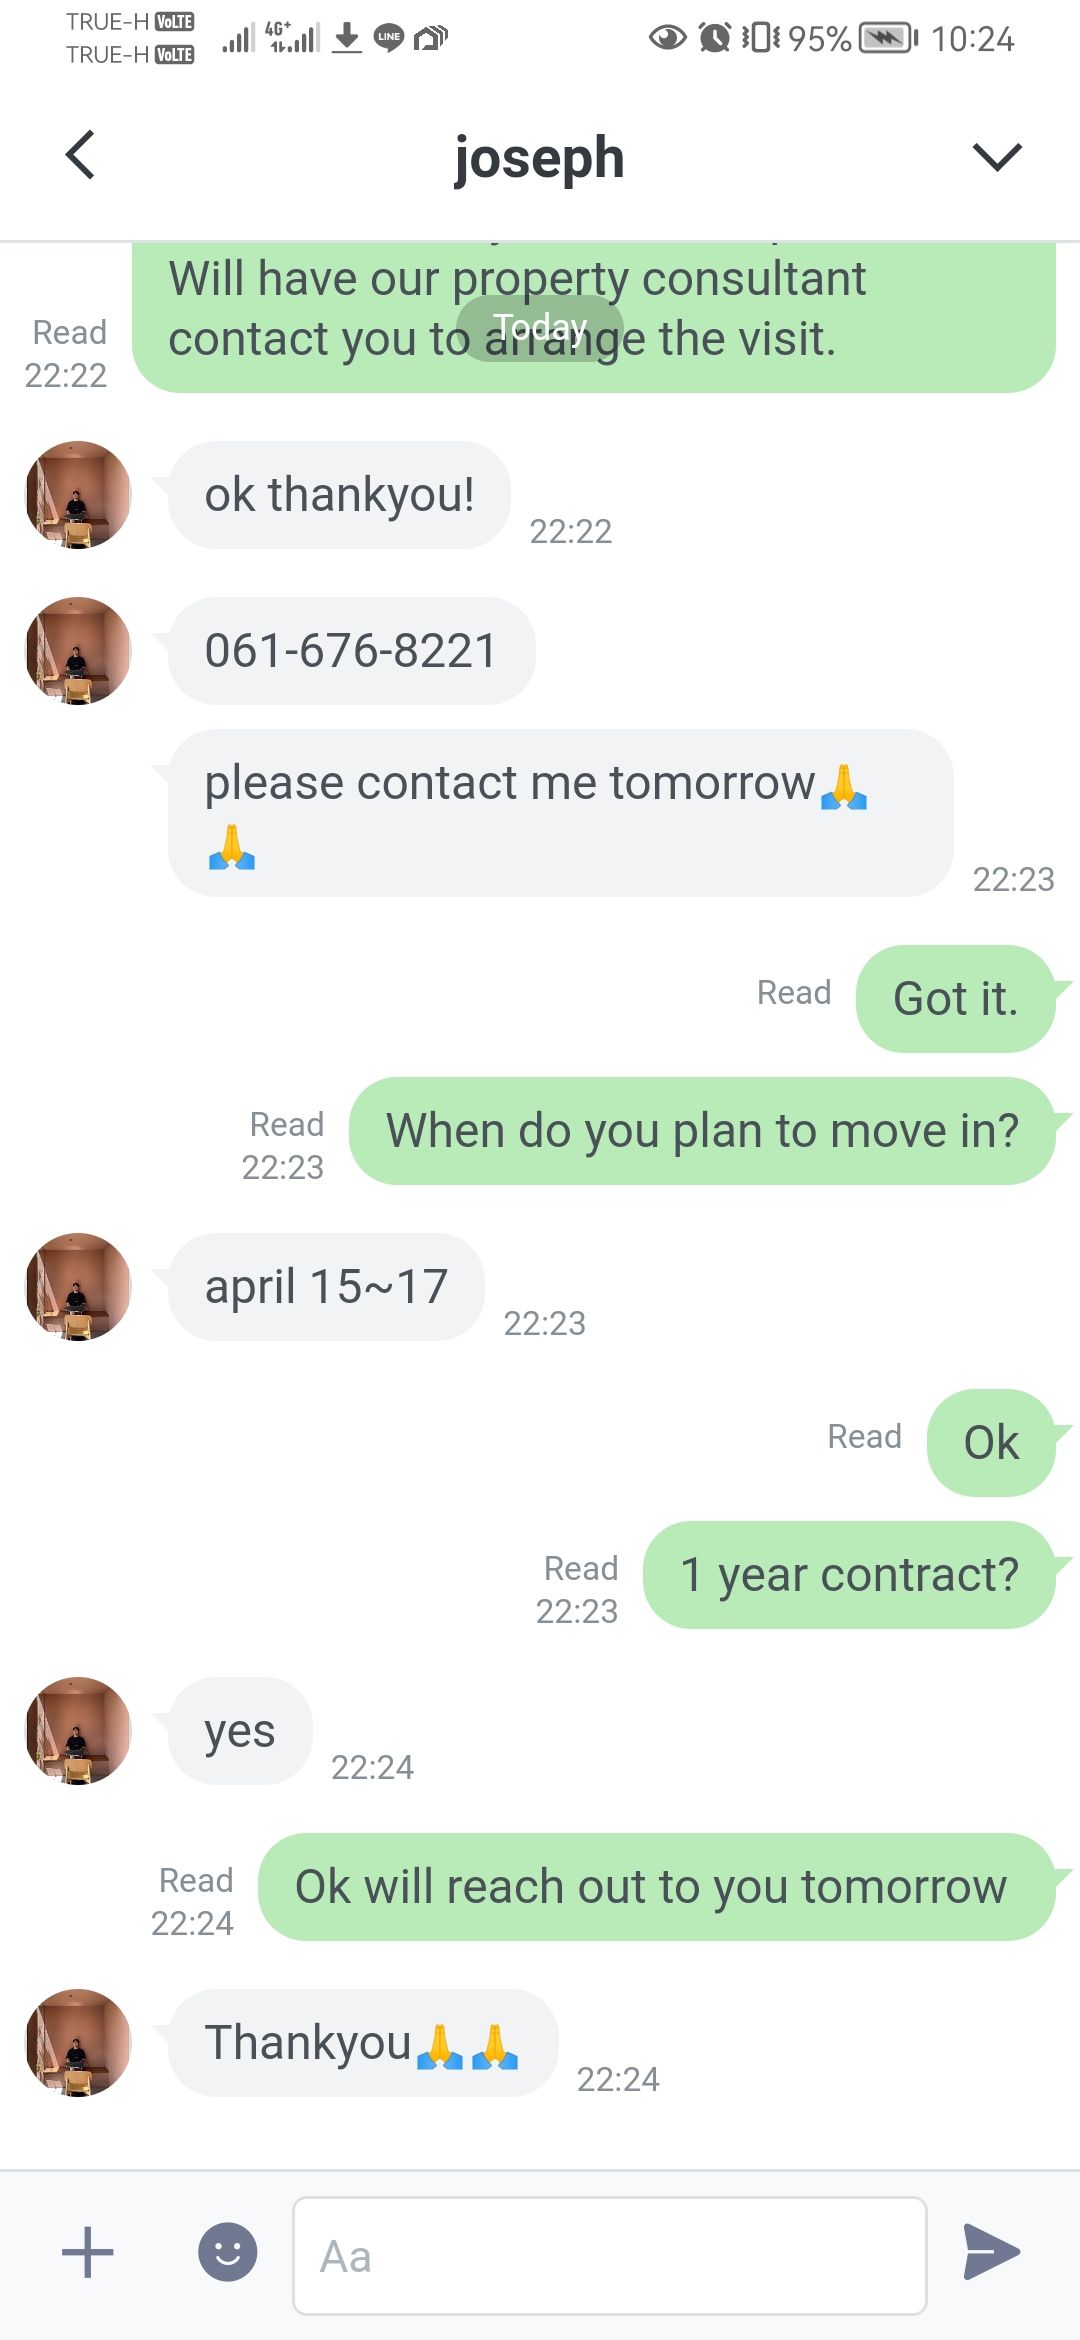 TRUE-H VoLTE
TRUE-H VoLTE
4G+
LINE
95%
10:24
joseph
Will have our property consultant
contact you to arrange the visit.
Read
22:22
Today
ok thankyou!
22:22
061-676-8221
please contact me tomorrow🙏
🙏
22:23
Read
Got it.
Read
22:23
When do you plan to move in?
april 15~17
22:23
Read
Ok
Read
22:23
1 year contract?
yes
22:24
Read
22:24
Ok will reach out to you tomorrow
Thankyou🙏🙏
22:24
Aa